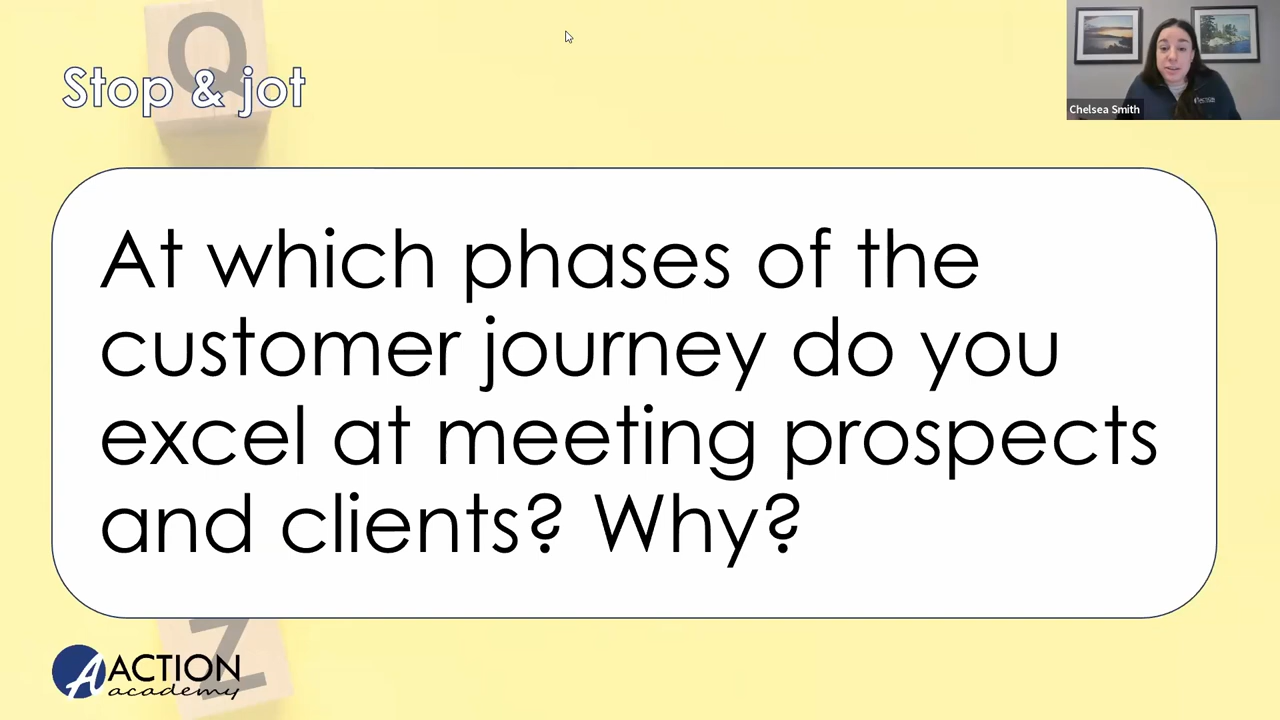 Q
Stop & jot
Chelsea Smith
At which phases of the
customer journey do you
excel at meeting prospects
and clients? Why?
Z
A ACTION
academy